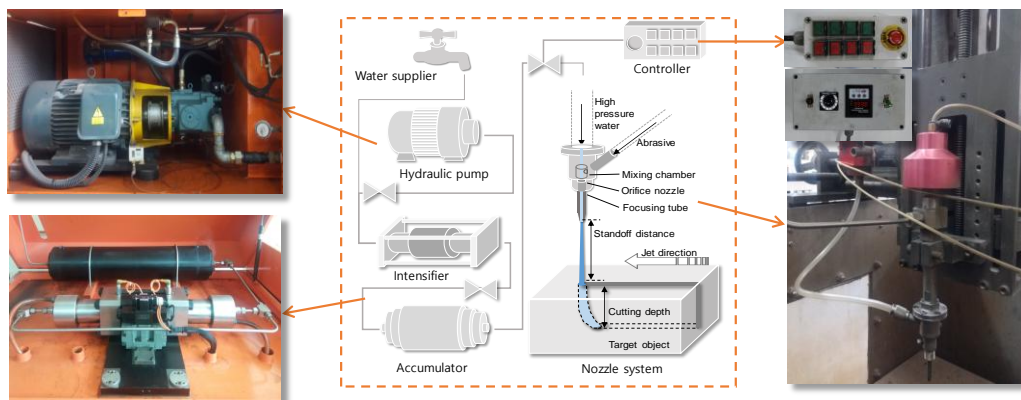 Water supplier
Controller
High
pressure
water
Abrasive
Hydraulic pump
Mixing chamber
Orifice nozzle
Focusing tube
Standoff distance
Jet direction
Intensifier
Cutting depth
Target object
Accumulator
Nozzle system